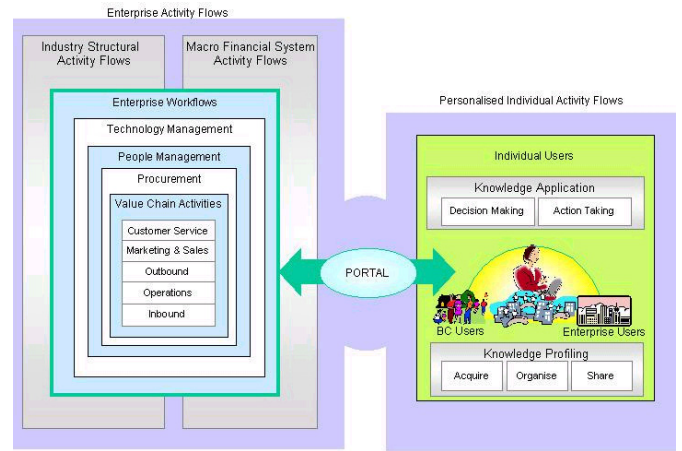 Enterprise Activity Flows
Industry Structural
Activity Flows
Macro Financial System
Activity Flows
Enterprise Workflows
Technology Management
People Management
Procurement
Value Chain Activities
Customer Service
Marketing & Sales
Outbound
Operations
Inbound
PORTAL
Personalised Individual Activity Flows
Individual Users
Knowledge Application
Decision Making
Action Taking
BC Users
Enterprise Users
Knowledge Profiling
Acquire
Organise
Share